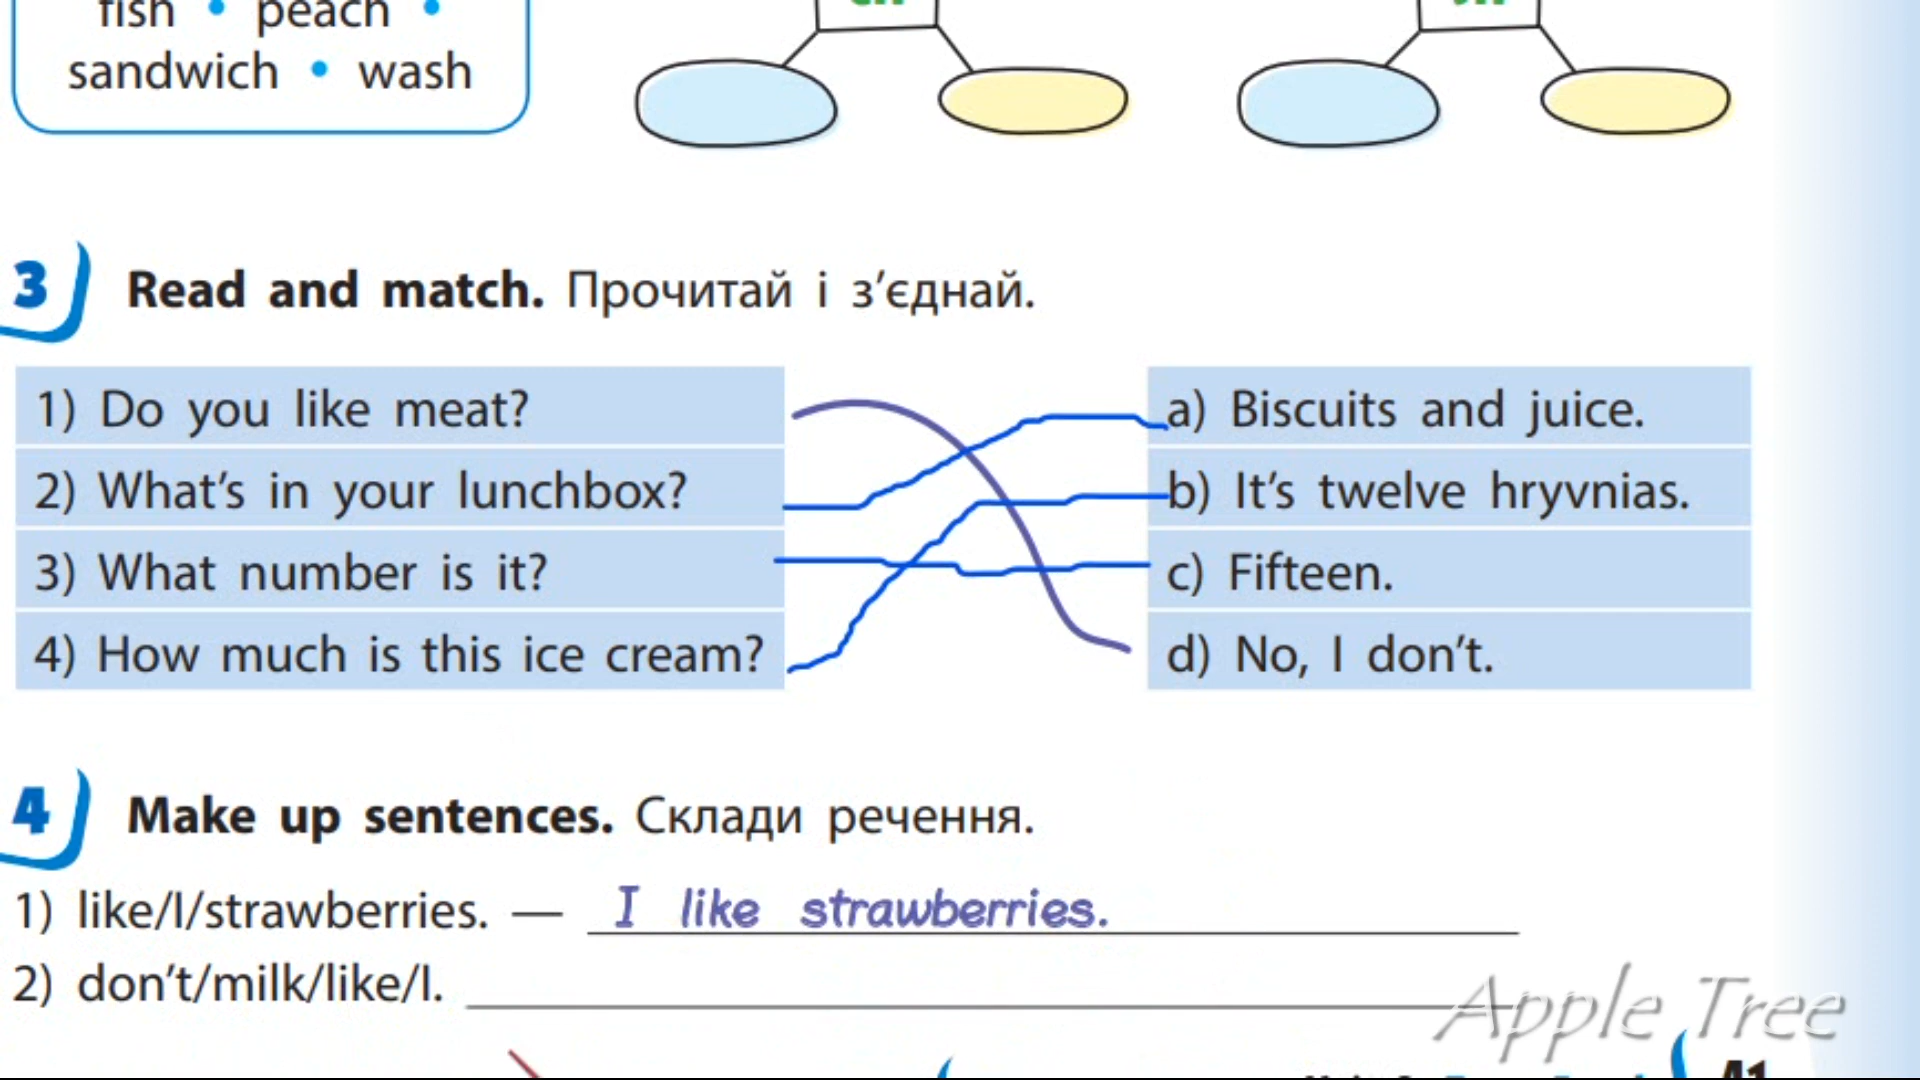 fish • peach •
sandwich • wash
3 Read and match. Прочитай і з’єднай.
1) Do you like meat?
a) Biscuits and juice.
2) What’s in your lunchbox?
b) It’s twelve hryvnias.
3) What number is it?
c) Fifteen.
4) How much is this ice cream?
d) No, I don’t.
4 Make up sentences. Склади речення.
1) like/I/strawberries. — I like strawberries.
2) don’t/milk/like/I.
Apple Tree